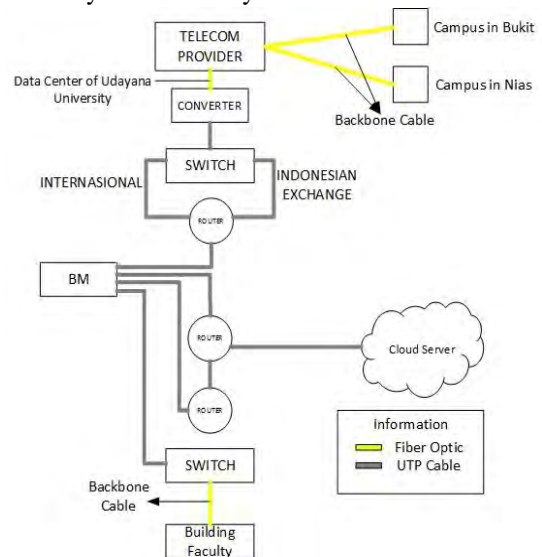 TELECOM
PROVIDER
Campus in Bukit
Campus in Nias
Data Center of Udayana
University
Backbone Cable
CONVERTER
SWITCH
INTERNASIONAL
INDONESIAN
EXCHANGE
ROUTER
BM
ROUTER
Cloud Server
ROUTER
Information
Fiber Optic
UTP Cable
SWITCH
Backbone
Cable
Building
Faculty